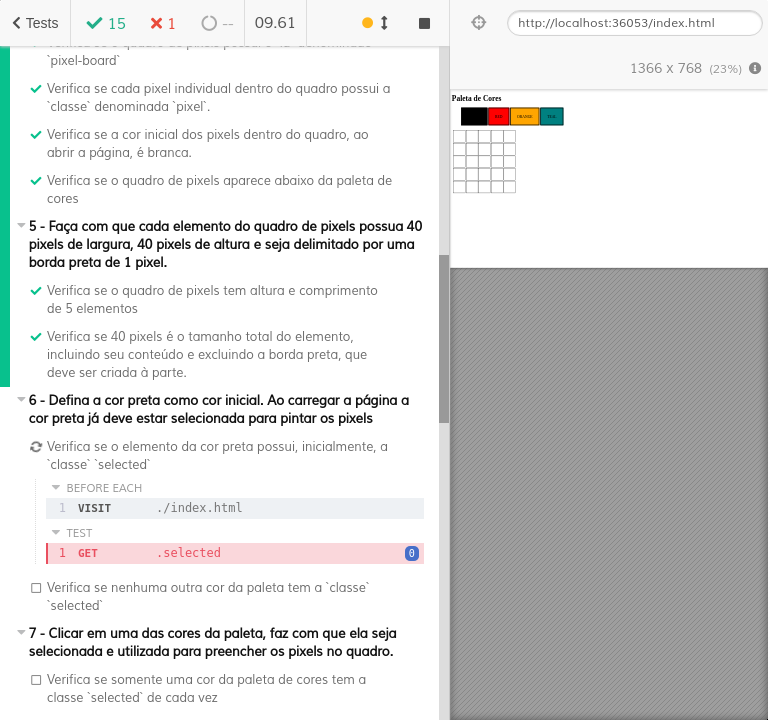 Tests
15
1
--
09.61
http://localhost:36053/index.html
1366 x 768 (23%)
Verifica se o quadro de pixels possui o `id` denominado
`pixel-board`
Verifica se cada pixel individual dentro do quadro possui a
`classe` denominada `pixel`.
Verifica se a cor inicial dos pixels dentro do quadro, ao
abrir a página, é branca.
Verifica se o quadro de pixels aparece abaixo da paleta de
cores
5 - Faça com que cada elemento do quadro de pixels possua 40
pixels de largura, 40 pixels de altura e seja delimitado por uma
borda preta de 1 pixel.
Verifica se o quadro de pixels tem altura e comprimento
de 5 elementos
Verifica se 40 pixels é o tamanho total do elemento,
incluindo seu conteúdo e excluindo a borda preta, que
deve ser criada à parte.
6 - Defina a cor preta como cor inicial. Ao carregar a página a
cor preta já deve estar selecionada para pintar os pixels
Verifica se o elemento da cor preta possui, inicialmente, a
`classe` `selected`
BEFORE EACH
1 VISIT ./index.html
TEST
1 GET .selected 0
Verifica se nenhuma outra cor da paleta tem a `classe`
`selected`
7 - Clicar em uma das cores da paleta, faz com que ela seja
selecionada e utilizada para preencher os pixels no quadro.
Verifica se somente uma cor da paleta de cores tem a
classe `selected` de cada vez
Paleta de Cores